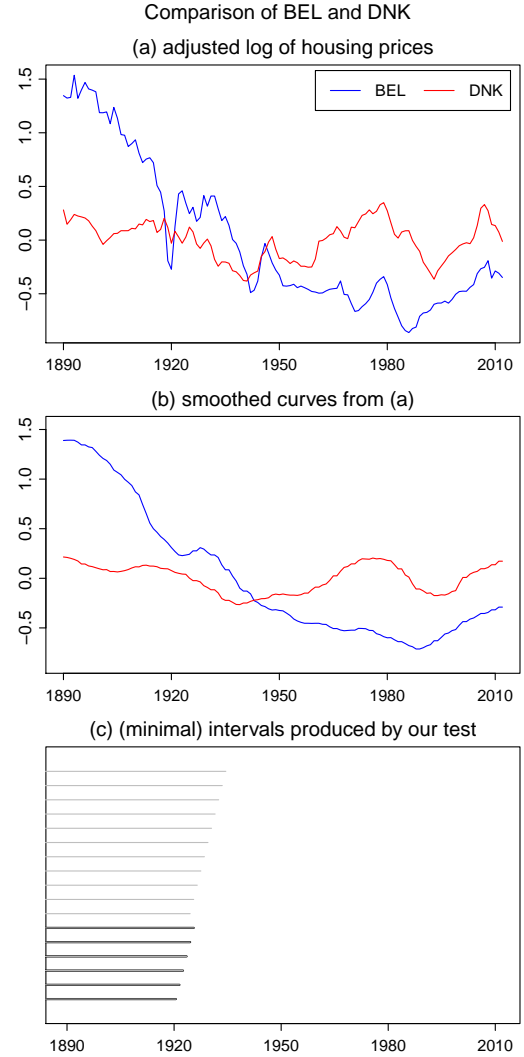 Comparison of BEL and DNK
(a) adjusted log of housing prices
BEL DNK
1.5
1.0
0.5
0.0
−0.5
1890 1920 1950 1980 2010
(b) smoothed curves from (a)
1.5
1.0
0.5
0.0
−0.5
1890 1920 1950 1980 2010
(c) (minimal) intervals produced by our test
1890 1920 1950 1980 2010